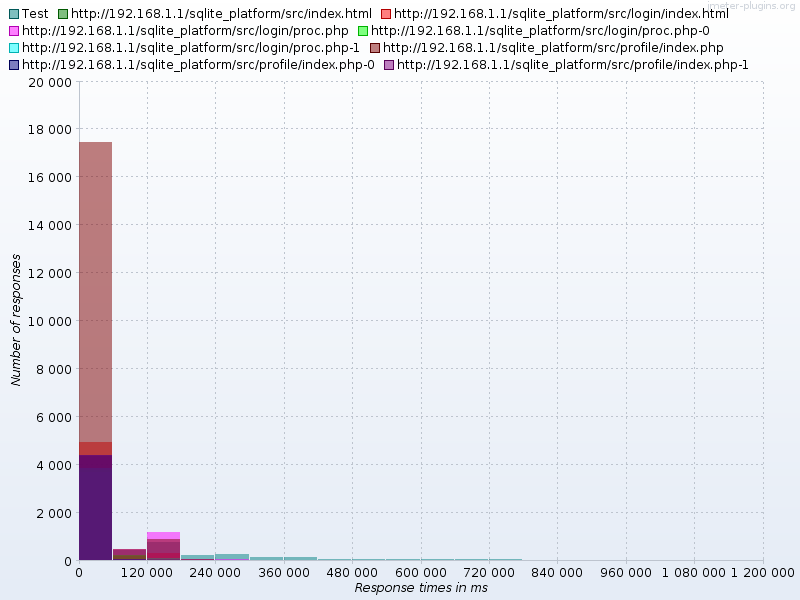 jmeter-plugins.org
Test http://192.168.1.1/sqlite_platform/src/index.html http://192.168.1.1/sqlite_platform/src/login/index.html
http://192.168.1.1/sqlite_platform/src/login/proc.php http://192.168.1.1/sqlite_platform/src/login/proc.php-0
http://192.168.1.1/sqlite_platform/src/login/proc.php-1 http://192.168.1.1/sqlite_platform/src/profile/index.php
http://192.168.1.1/sqlite_platform/src/profile/index.php-0 http://192.168.1.1/sqlite_platform/src/profile/index.php-1
20 000
18 000
16 000
14 000
12 000
10 000
8 000
6 000
4 000
2 000
0
Number of responses
0 120 000 240 000 360 000 480 000 600 000 720 000 840 000 960 000 1 080 000 1 200 000
Response times in ms